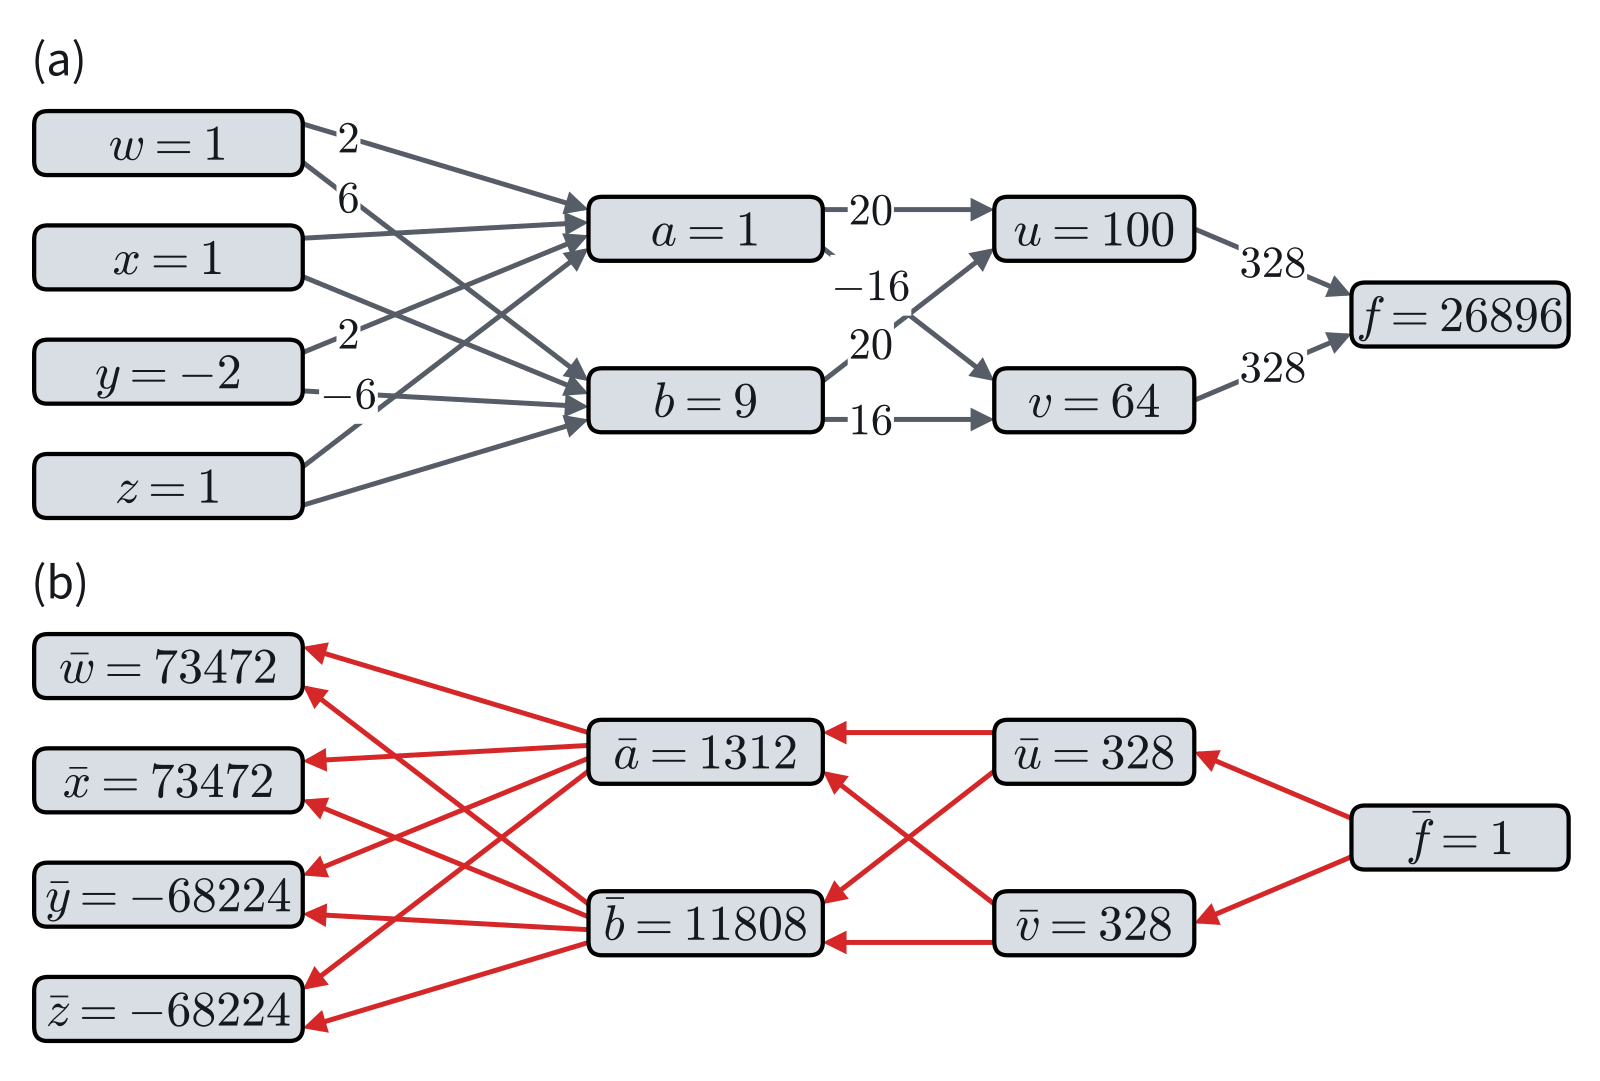 (a)
w = 1
x = 1
y = −2
z = 1
2
6
2
−6
a = 1
b = 9
20
−16
20
16
u = 100
v = 64
328
328
f = 26896
(b)
w̄ = 73472
x̄ = 73472
ȳ = −68224
z̄ = −68224
ā = 1312
b̄ = 11808
ū = 328
v̄ = 328
f̄ = 1